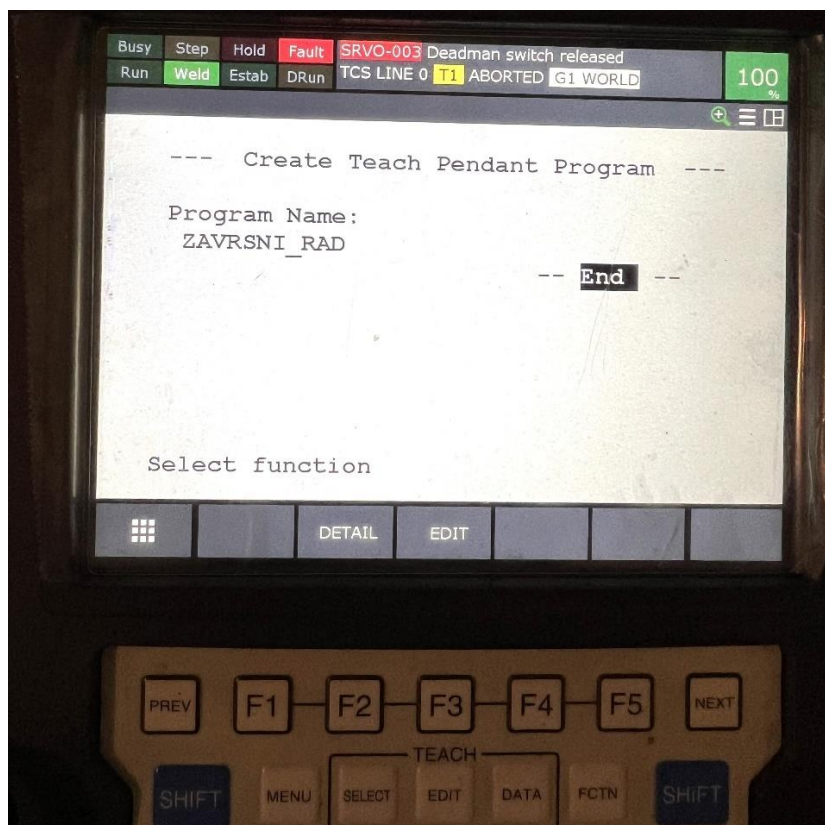 Busy Step Hold Fault SRVO-003 Deadman switch released
Run Weld Estab DRun TCS LINE 0 T1 ABORTED G1 WORLD
100
%
--- Create Teach Pendant Program ---
Program Name:
ZAVRSNI_RAD
-- End --
Select function
DETAIL EDIT
PREV F1 F2 F3 F4 F5 NEXT
TEACH
SHIFT MENU SELECT EDIT DATA FCTN SHIFT